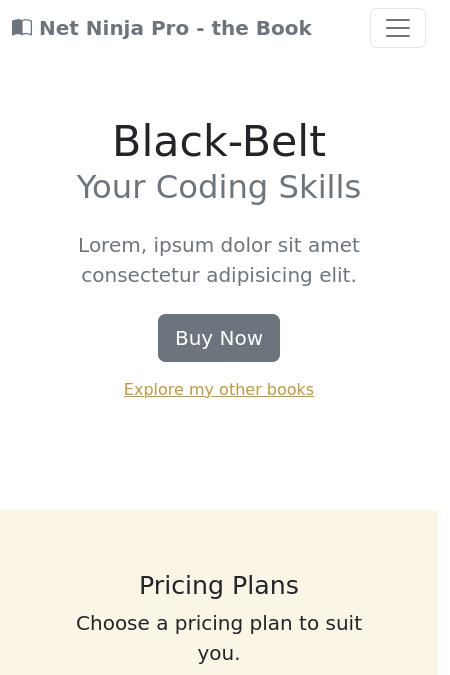 Net Ninja Pro - the Book
Black-Belt
Your Coding Skills
Lorem, ipsum dolor sit amet
consectetur adipisicing elit.
Buy Now
Explore my other books
Pricing Plans
Choose a pricing plan to suit
you.